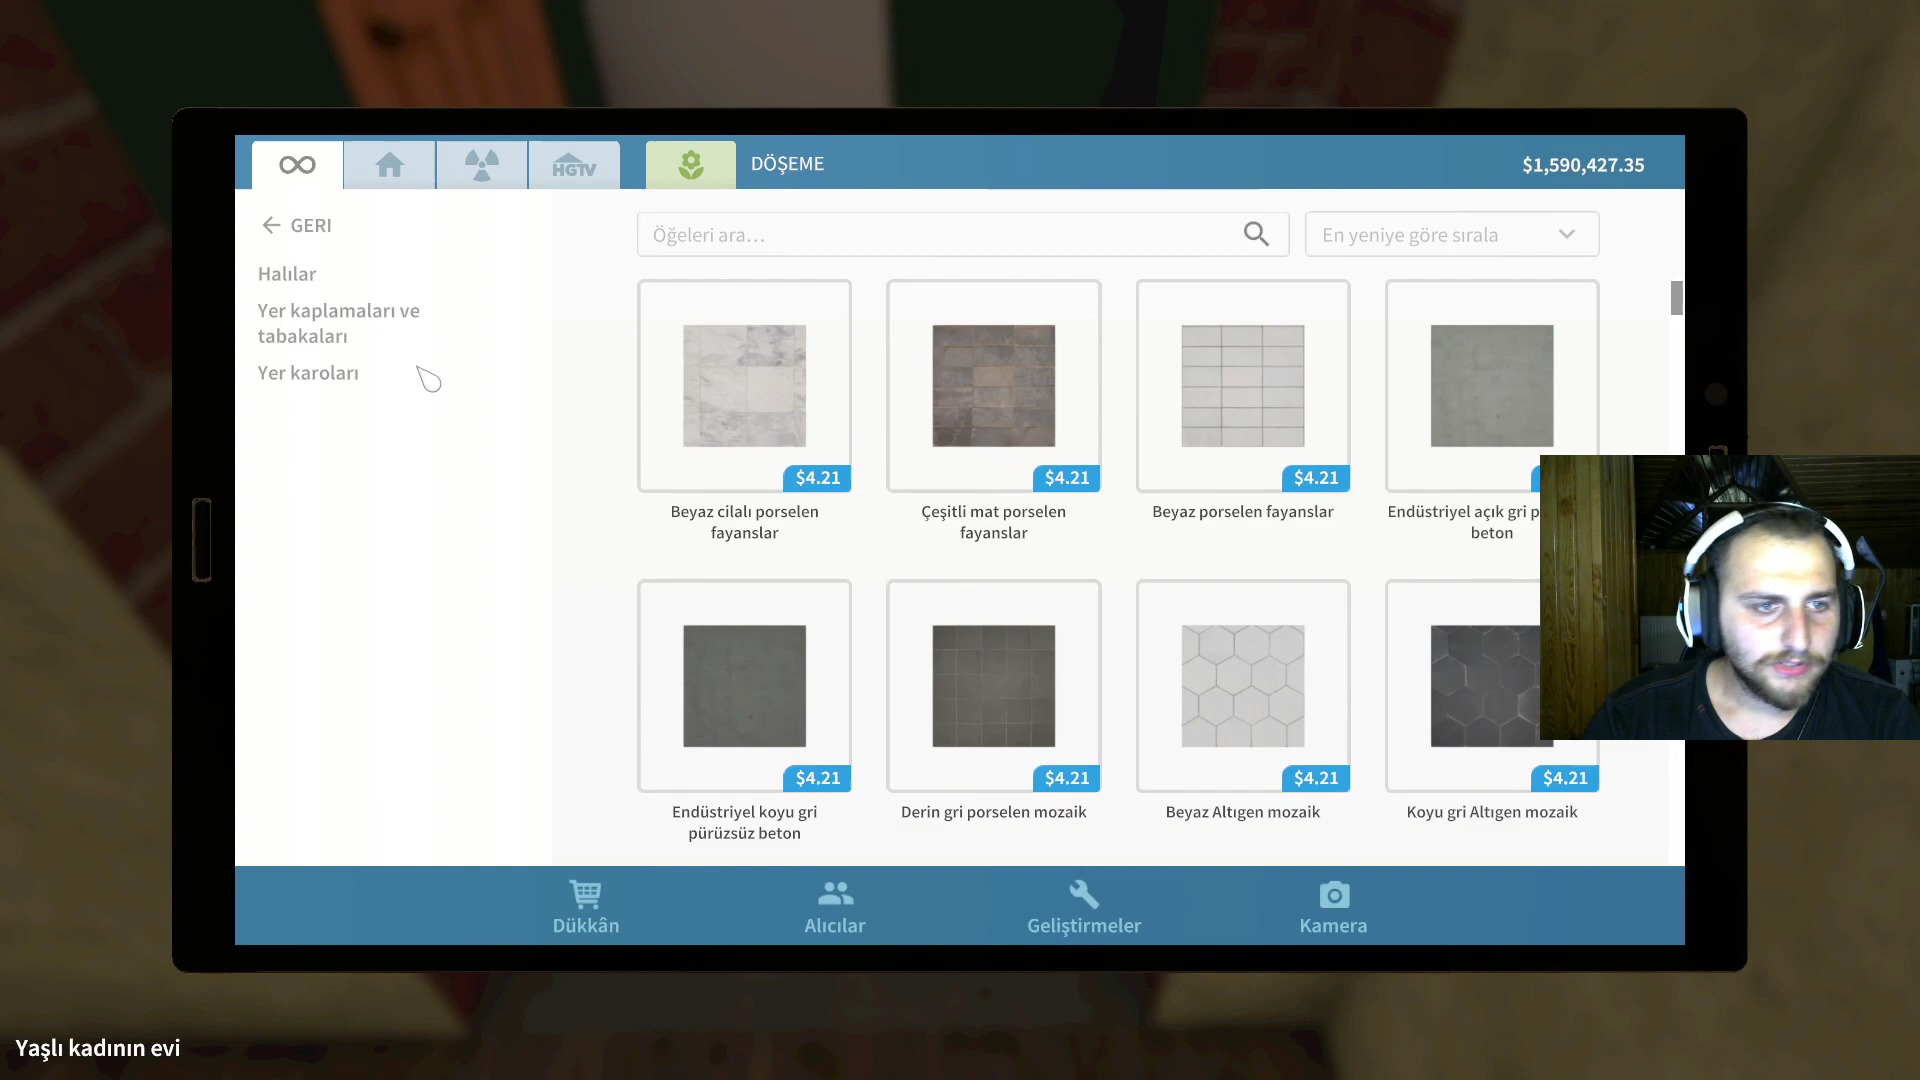 HGTV
DÖŞEME
$1,590,427.35
GERI
Öğeleri ara...
En yeniye göre sırala
Halılar
Yer kaplamaları ve
tabakaları
Yer karoları
$4.21
$4.21
$4.21
Beyaz cilalı porselen
fayanslar
Çeşitli mat porselen
fayanslar
Beyaz porselen fayanslar
Endüstriyel açık gri p
beton
$4.21
$4.21
$4.21
$4.21
Endüstriyel koyu gri
pürüzsüz beton
Derin gri porselen mozaik
Beyaz Altıgen mozaik
Koyu gri Altıgen mozaik
Dükkân
Alıcılar
Geliştirmeler
Kamera
Yaşlı kadının evi